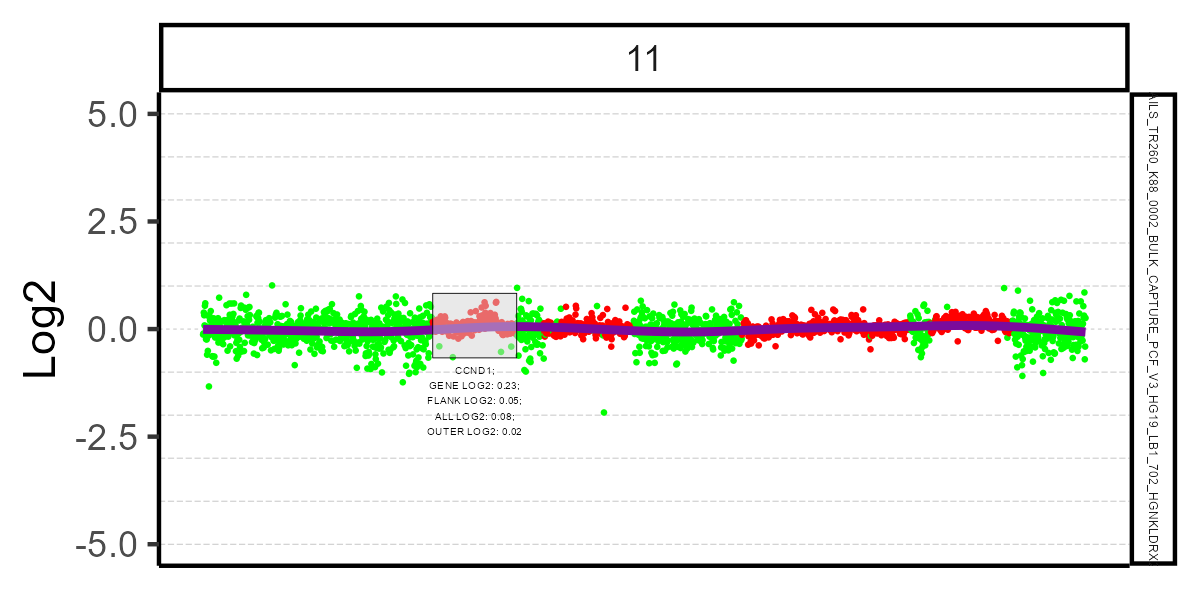 11
5.0
2.5
0.0
-2.5
-5.0
Log2
CCND1;
GENE LOG2: 0.23;
FLANK LOG2: 0.05;
ALL LOG2: 0.08;
OUTER LOG2: 0.02
AILS_TR260_K88_0002_BULK_CAPTURE_PCF_V3_HG19_LB1_702_HGNKLDRX